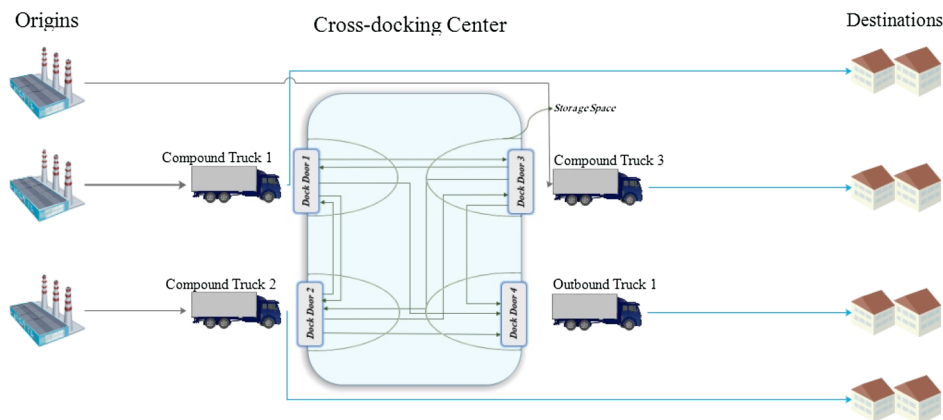 Origins
Cross-docking Center
Destinations
Storage Space
Compound Truck 1
Dock Door 1
Dock Door 3
Compound Truck 3
Compound Truck 2
Dock Door 2
Dock Door 4
Outbound Truck 1